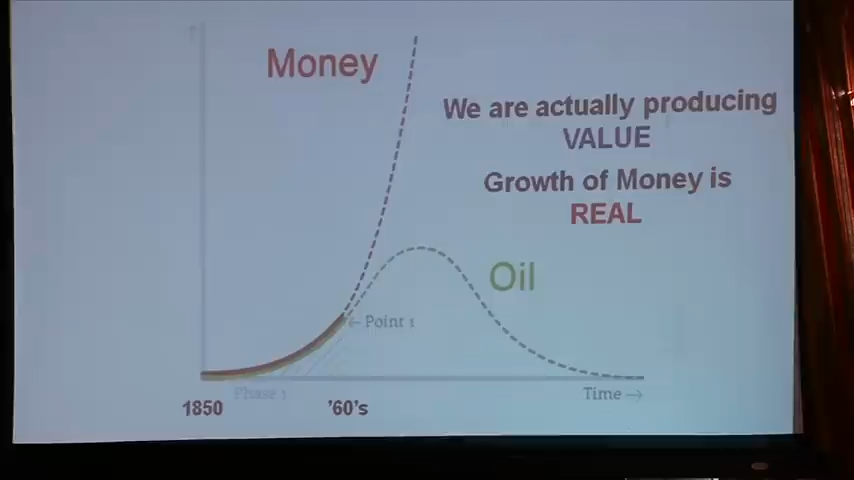 Money
We are actually producing
VALUE
Growth of Money is
REAL
Oil
← Point 1
Phase 1
Time →
1850
'60's